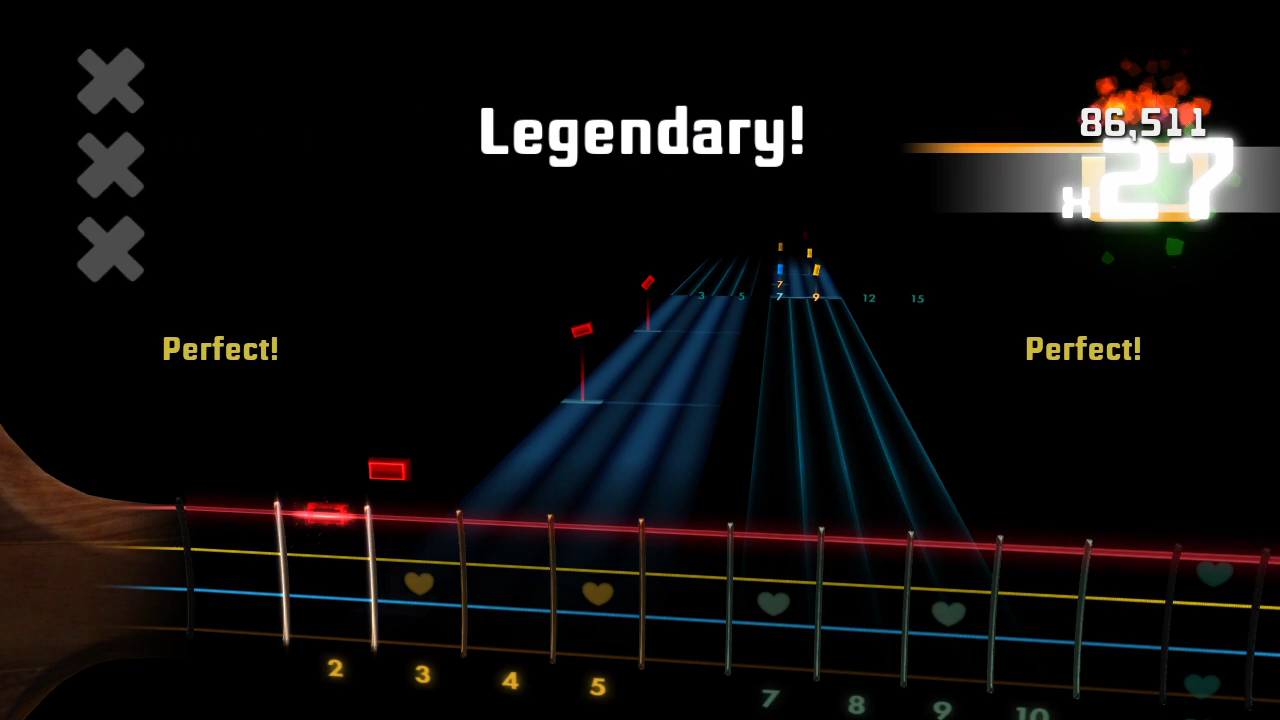 Legendary!
86,511
x27
7
3 5 7 9 12 15
Perfect! Perfect!
2 3 4 5 7 8 9 10